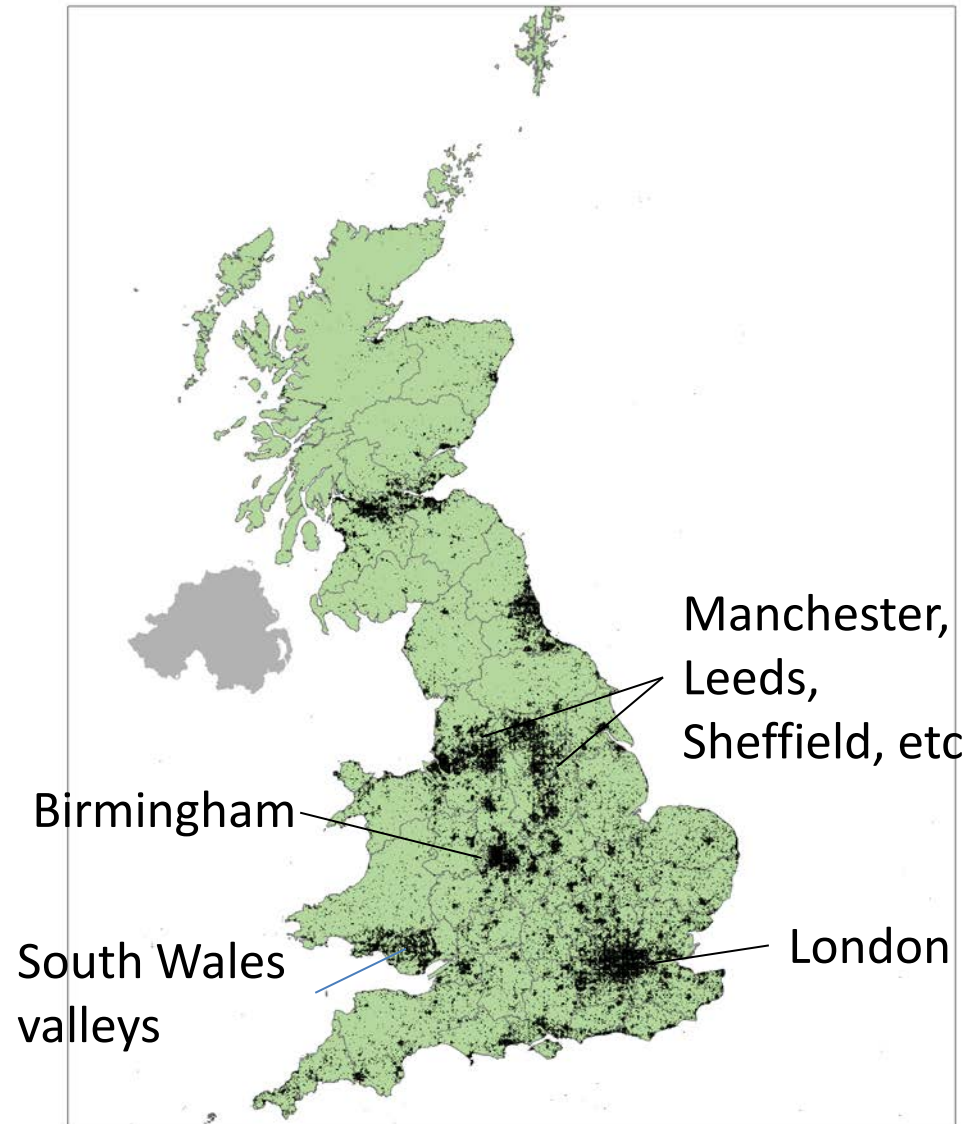 Manchester,
Leeds,
Sheffield, etc
Birmingham
London
South Wales
valleys